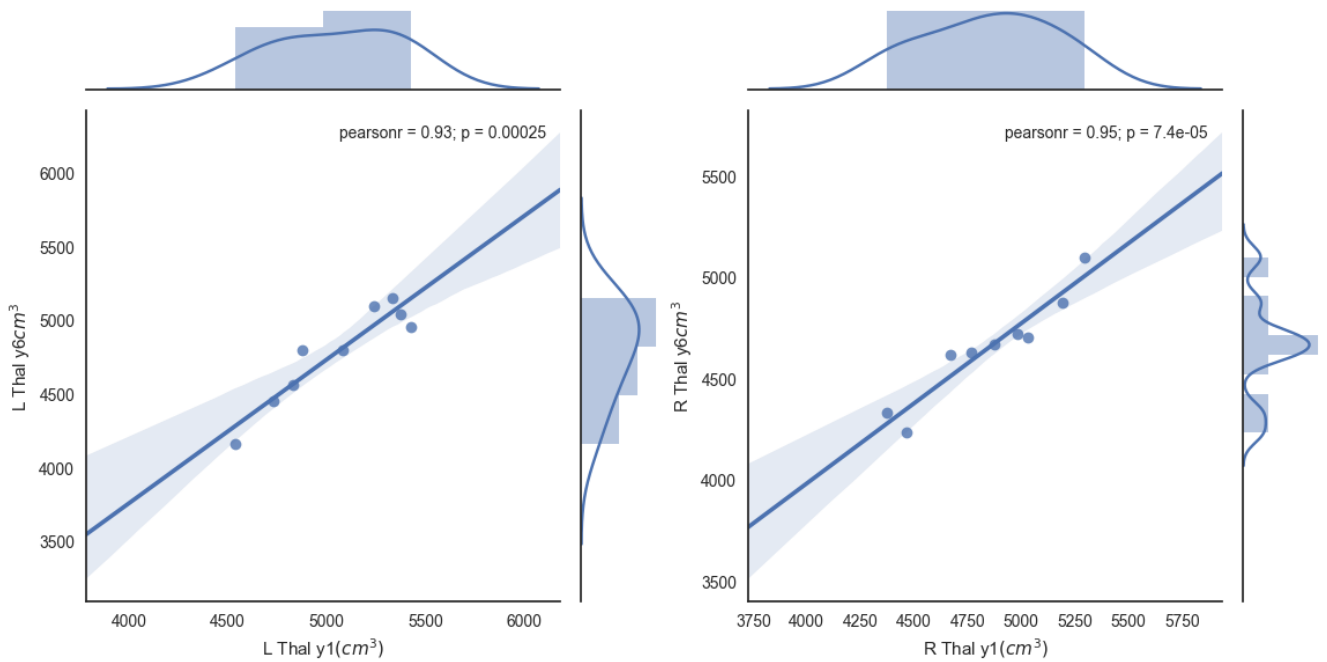 pearsonr = 0.93; p = 0.00025
6000
5500
5000
4500
4000
3500
L Thal y6cm³
4000 4500 5000 5500 6000
L Thal y1(cm³)
pearsonr = 0.95; p = 7.4e-05
5500
5000
4500
4000
3500
R Thal y6cm³
3750 4000 4250 4500 4750 5000 5250 5500 5750
R Thal y1(cm³)